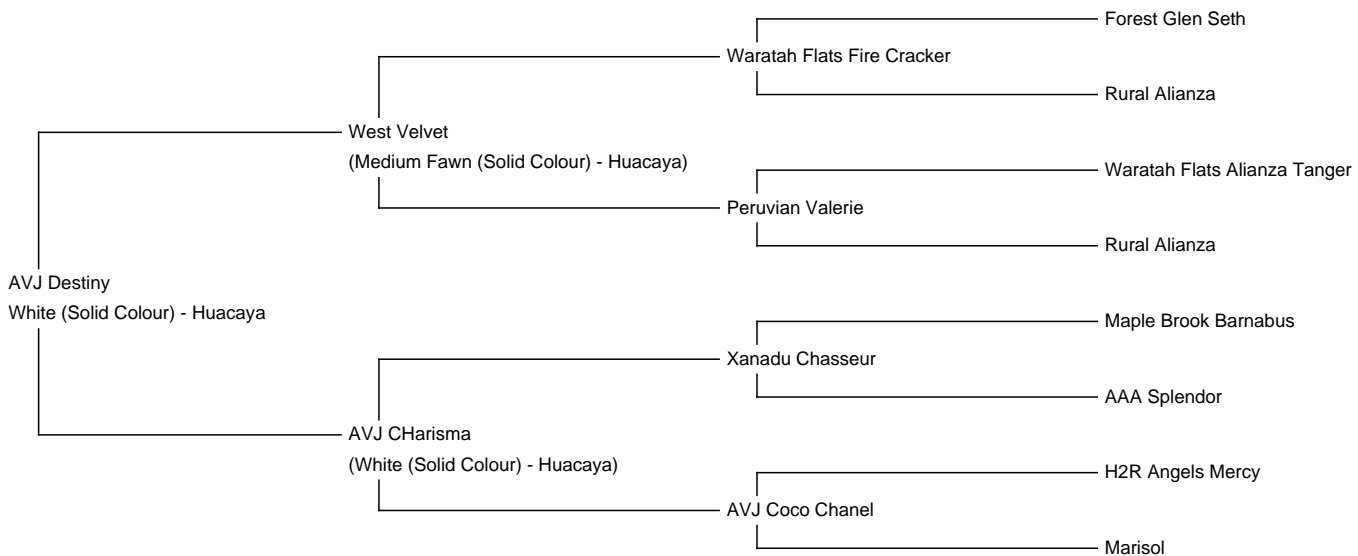 Forest Glen Seth
Waratah Flats Fire Cracker
Rural Alianza
West Velvet
(Medium Fawn (Solid Colour) - Huacaya)
Waratah Flats Alianza Tanger
Peruvian Valerie
Rural Alianza
AVJ Destiny
White (Solid Colour) - Huacaya
Maple Brook Barnabus
Xanadu Chasseur
AAA Splendor
AVJ CHarisma
(White (Solid Colour) - Huacaya)
H2R Angels Mercy
AVJ Coco Chanel
Marisol